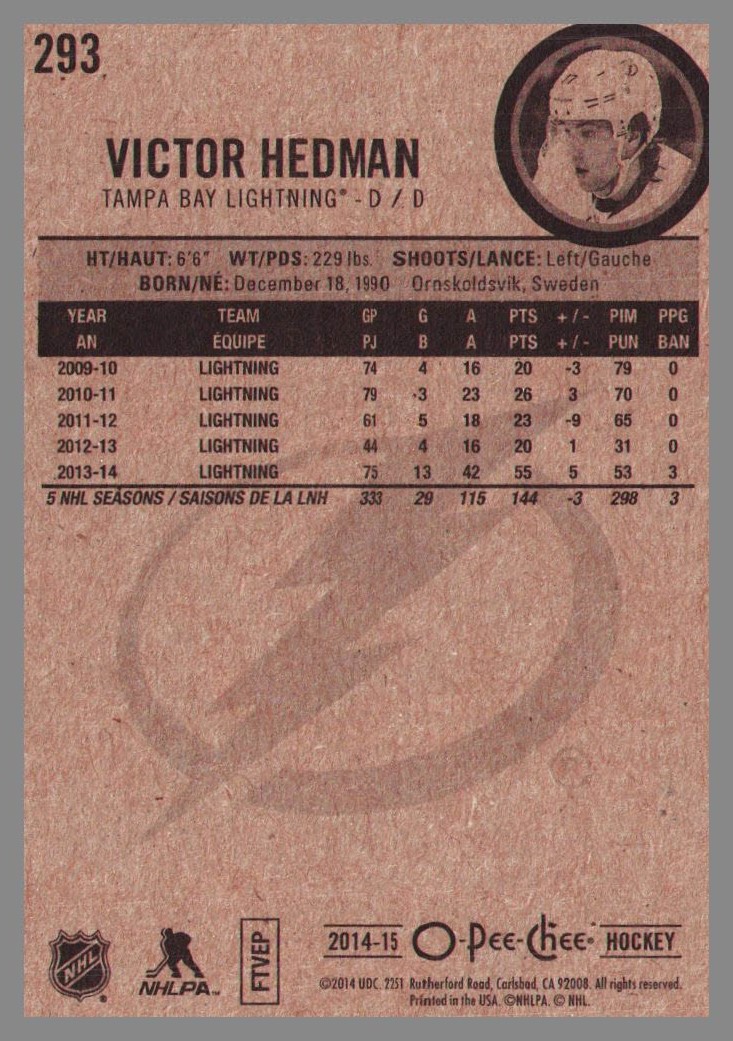 293
VICTOR HEDMAN
TAMPA BAY LIGHTNING® - D / D
HT/HAUT: 6'6" WT/PDS: 229 lbs. SHOOTS/LANCE: Left/Gauche
BORN/NÉ: December 18, 1990 Ornskoldsvik, Sweden
YEAR TEAM GP G A PTS +/- PIM PPG
AN ÉQUIPE PJ B A PTS +/- PUN BAN
2009-10 LIGHTNING 74 4 16 20 -3 79 0
2010-11 LIGHTNING 79 3 23 26 3 70 0
2011-12 LIGHTNING 61 5 18 23 -9 65 0
2012-13 LIGHTNING 44 4 16 20 1 31 0
2013-14 LIGHTNING 75 13 42 55 5 53 3
5 NHL SEASONS / SAISONS DE LA LNH 333 29 115 144 -3 298 3
NHL®
NHLPA™
FTVEP
2014-15 O-Pee-Chee® HOCKEY
©2014 UDC. 2251 Rutherford Road, Carlsbad, CA 92008. All rights reserved.
Printed in the USA. ©NHLPA. © NHL.